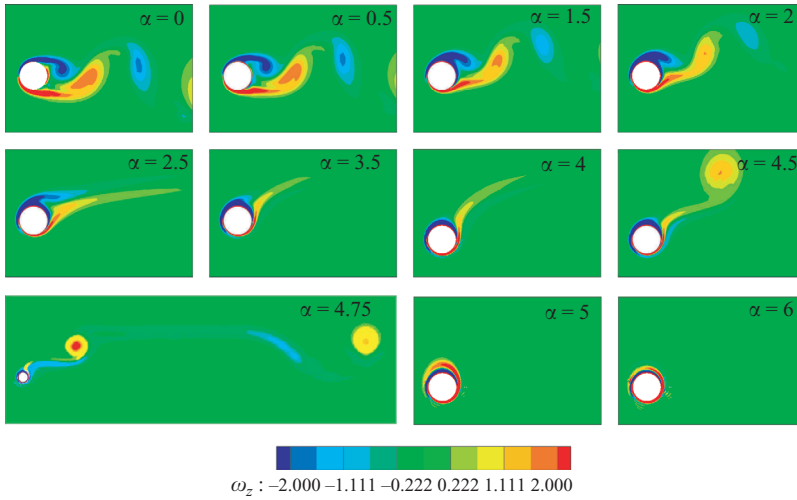 α = 0
α = 0.5
α = 1.5
α = 2
α = 2.5
α = 3.5
α = 4
α = 4.5
α = 4.75
α = 5
α = 6
ω_z : –2.000 –1.111 –0.222 0.222 1.111 2.000